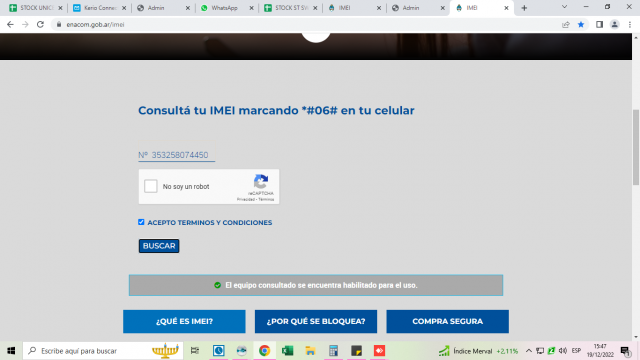 STOCK UNION
Kerio Connec
Admin
WhatsApp
STOCK ST SW
IMEI
Admin
IMEI
enacom.gob.ar/imei
Consultá tu IMEI marcando *#06# en tu celular
Nº 353258074450
No soy un robot
reCAPTCHA
Privacidad - Términos
ACEPTO TERMINOS Y CONDICIONES
BUSCAR
El equipo consultado se encuentra habilitado para el uso.
¿QUÉ ES IMEI?
¿POR QUÉ SE BLOQUEA?
COMPRA SEGURA
Escribe aquí para buscar
Índice Merval +2,11%
ESP
15:47
19/12/2022